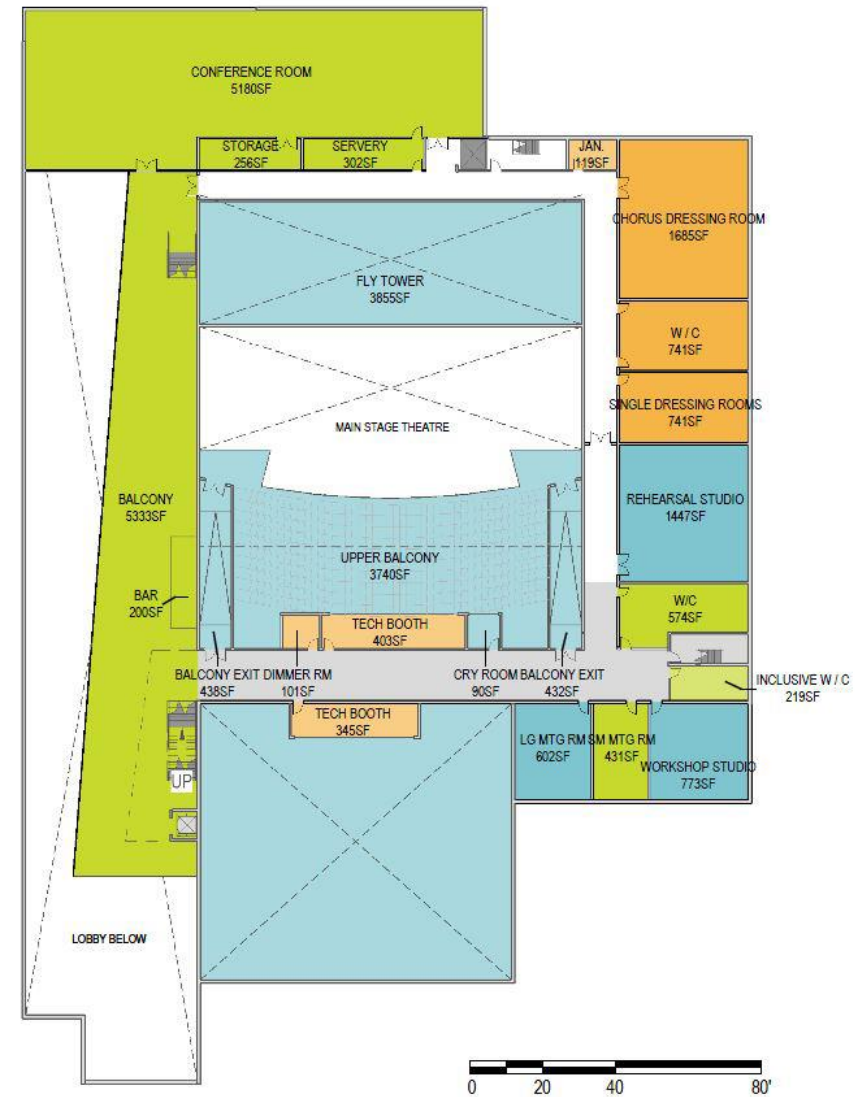 CONFERENCE ROOM
5180SF
STORAGE
256SF
SERVERY
302SF
JAN.
119SF
CHORUS DRESSING ROOM
1685SF
FLY TOWER
3855SF
W / C
741SF
SINGLE DRESSING ROOMS
741SF
MAIN STAGE THEATRE
BALCONY
5333SF
REHEARSAL STUDIO
1447SF
UPPER BALCONY
3740SF
BAR
200SF
W/C
574SF
TECH BOOTH
403SF
BALCONY EXIT
438SF
DIMMER RM
101SF
CRY ROOM
90SF
BALCONY EXIT
432SF
INCLUSIVE W / C
219SF
TECH BOOTH
345SF
LG MTG RM
602SF
SM MTG RM
431SF
WORKSHOP STUDIO
773SF
UP
LOBBY BELOW
0 20 40 80'